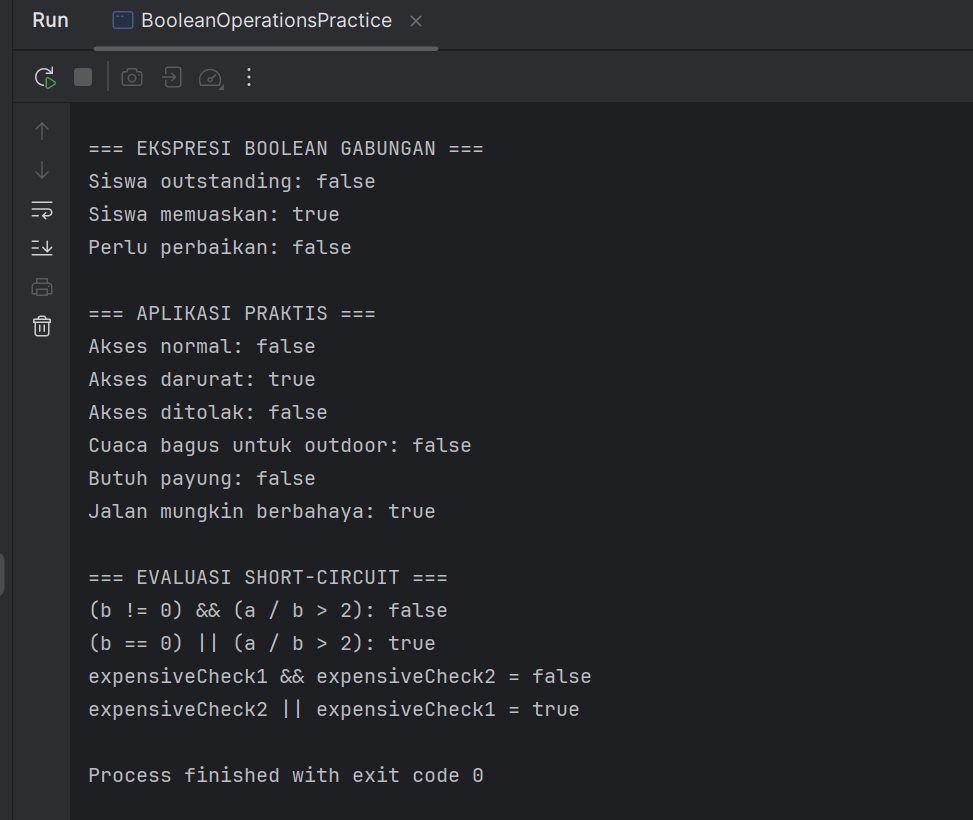 Run BooleanOperationsPractice
=== EKSPRESI BOOLEAN GABUNGAN ===
Siswa outstanding: false
Siswa memuaskan: true
Perlu perbaikan: false
=== APLIKASI PRAKTIS ===
Akses normal: false
Akses darurat: true
Akses ditolak: false
Cuaca bagus untuk outdoor: false
Butuh payung: false
Jalan mungkin berbahaya: true
=== EVALUASI SHORT-CIRCUIT ===
(b != 0) && (a / b > 2): false
(b == 0) || (a / b > 2): true
expensiveCheck1 && expensiveCheck2 = false
expensiveCheck2 || expensiveCheck1 = true
Process finished with exit code 0